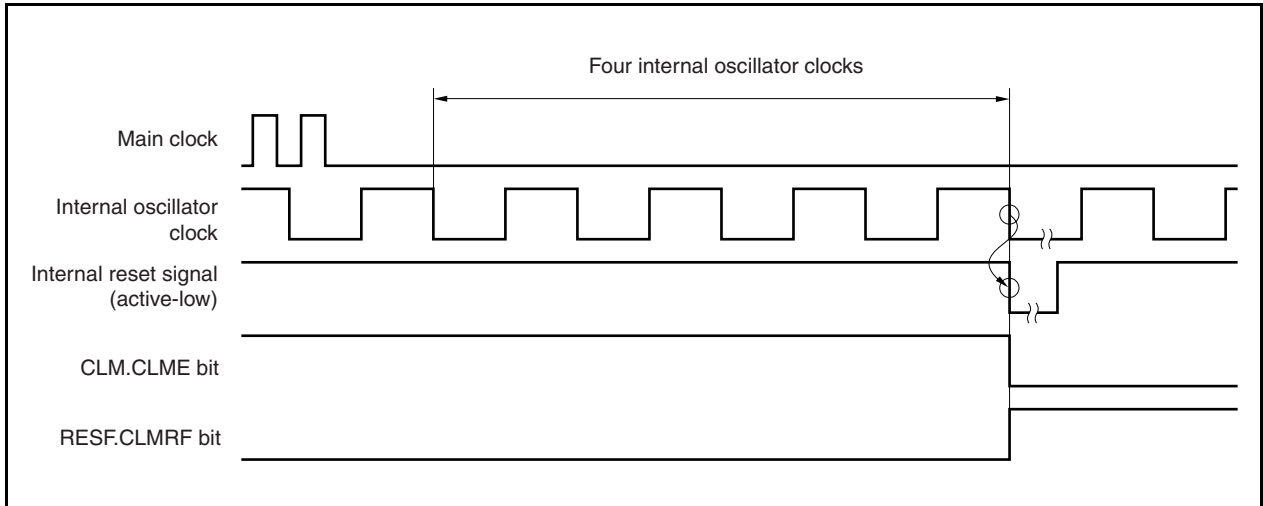 Four internal oscillator clocks
Main clock
Internal oscillator
clock
Internal reset signal
(active-low)
CLM.CLME bit
RESF.CLMRF bit